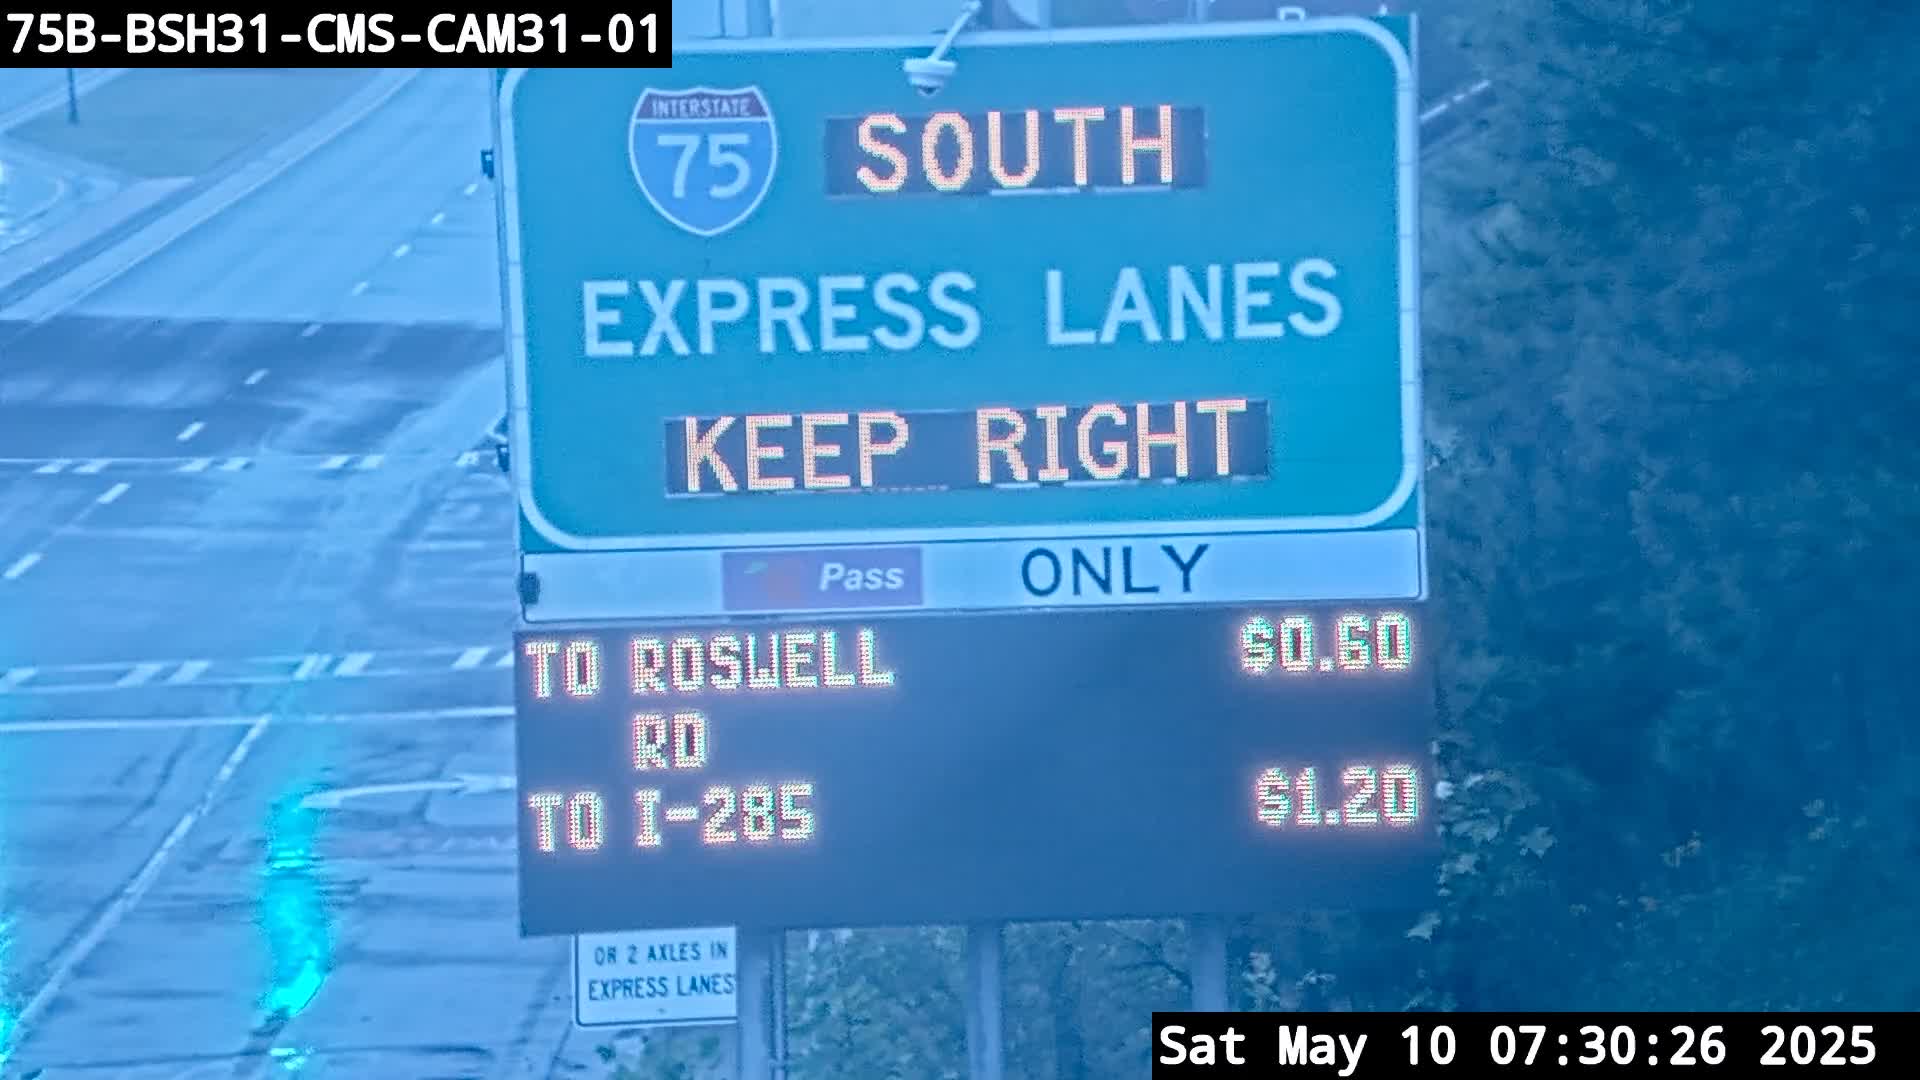 75B-BSH31-CMS-CAM31-01
INTERSTATE
75
SOUTH
EXPRESS LANES
KEEP RIGHT
Pass ONLY
TO ROSWELL $0.60
RD
TO I-285 $1.20
OR 2 AXLES IN
EXPRESS LANES
Sat May 10 07:30:26 2025